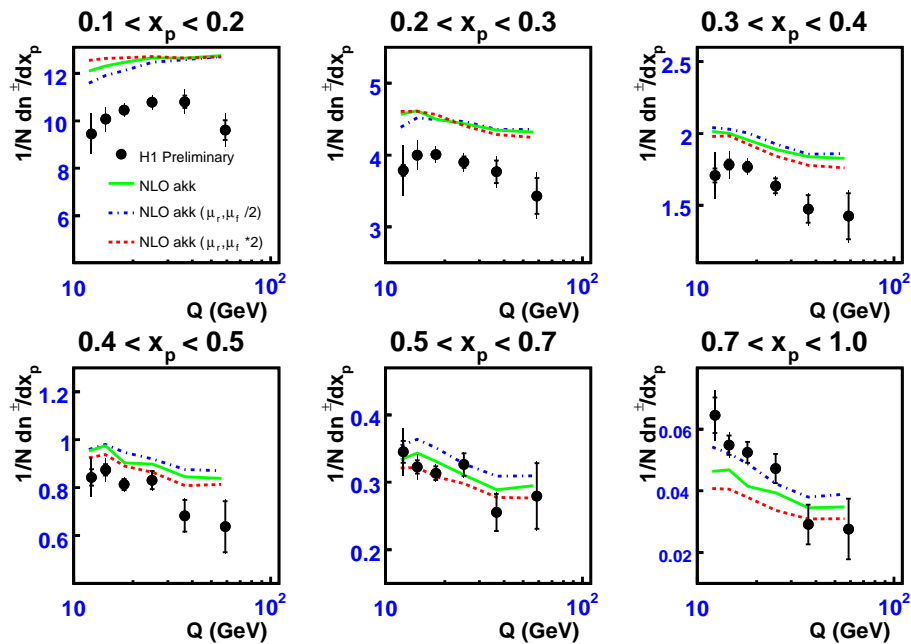 0.1 < x_p < 0.2
1/N dn^±/dx_p
12
10
8
6
H1 Preliminary
NLO akk
NLO akk (μ_r,μ_f /2)
NLO akk (μ_r,μ_f *2)
10
10^2
Q (GeV)
0.2 < x_p < 0.3
1/N dn^±/dx_p
5
4
3
10
10^2
Q (GeV)
0.3 < x_p < 0.4
1/N dn^±/dx_p
2.5
2
1.5
10
10^2
Q (GeV)
0.4 < x_p < 0.5
1/N dn^±/dx_p
1.2
1
0.8
0.6
10
10^2
Q (GeV)
0.5 < x_p < 0.7
1/N dn^±/dx_p
0.4
0.3
0.2
10
10^2
Q (GeV)
0.7 < x_p < 1.0
1/N dn^±/dx_p
0.06
0.04
0.02
10
10^2
Q (GeV)